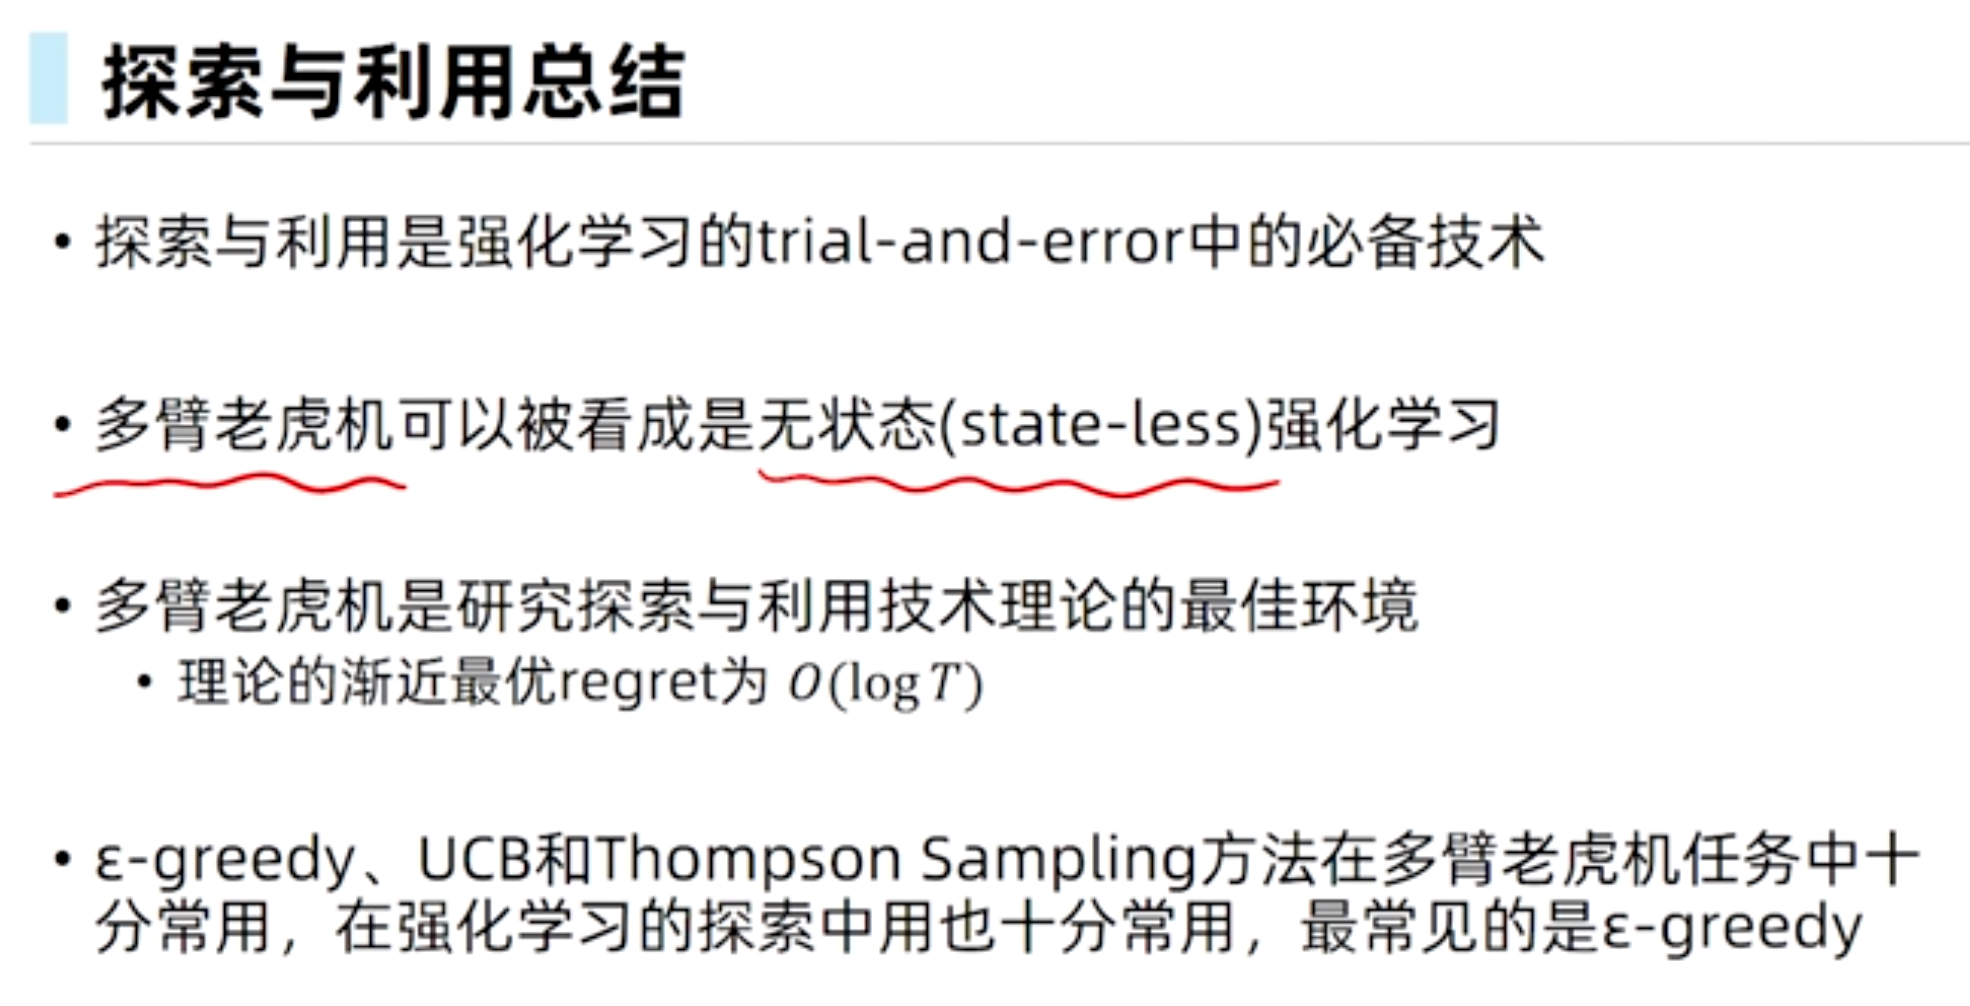 探索与利用总结
• 探索与利用是强化学习的trial-and-error中的必备技术
• 多臂老虎机可以被看成是无状态(state-less)强化学习
• 多臂老虎机是研究探索与利用技术理论的最佳环境
• 理论的渐近最优regret为 O(log T)
• ε-greedy、UCB和Thompson Sampling方法在多臂老虎机任务中十
分常用，在强化学习的探索中用也十分常用，最常见的是ε-greedy